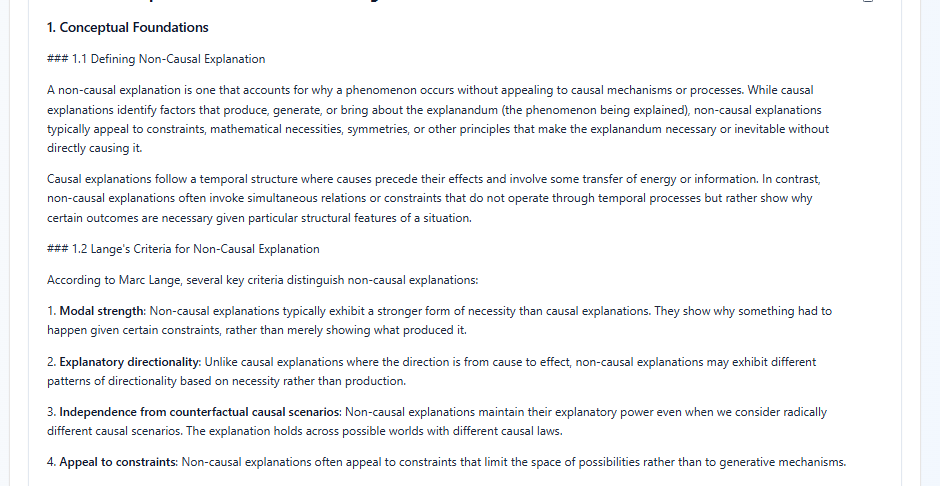 1. Conceptual Foundations
### 1.1 Defining Non-Causal Explanation
A non-causal explanation is one that accounts for why a phenomenon occurs without appealing to causal mechanisms or processes. While causal
explanations identify factors that produce, generate, or bring about the explanandum (the phenomenon being explained), non-causal explanations
typically appeal to constraints, mathematical necessities, symmetries, or other principles that make the explanandum necessary or inevitable without
directly causing it.
Causal explanations follow a temporal structure where causes precede their effects and involve some transfer of energy or information. In contrast,
non-causal explanations often invoke simultaneous relations or constraints that do not operate through temporal processes but rather show why
certain outcomes are necessary given particular structural features of a situation.
### 1.2 Lange's Criteria for Non-Causal Explanation
According to Marc Lange, several key criteria distinguish non-causal explanations:
1. Modal strength: Non-causal explanations typically exhibit a stronger form of necessity than causal explanations. They show why something had to
happen given certain constraints, rather than merely showing what produced it.
2. Explanatory directionality: Unlike causal explanations where the direction is from cause to effect, non-causal explanations may exhibit different
patterns of directionality based on necessity rather than production.
3. Independence from counterfactual causal scenarios: Non-causal explanations maintain their explanatory power even when we consider radically
different causal scenarios. The explanation holds across possible worlds with different causal laws.
4. Appeal to constraints: Non-causal explanations often appeal to constraints that limit the space of possibilities rather than to generative mechanisms.